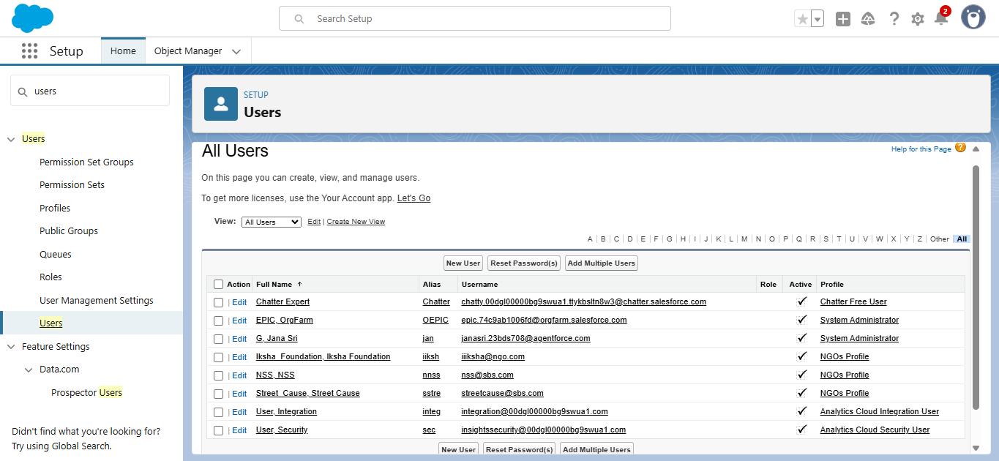 Search Setup
2
Setup
Home
Object Manager
users
Users
Permission Set Groups
Permission Sets
Profiles
Public Groups
Queues
Roles
User Management Settings
Users
Feature Settings
Data.com
Prospector Users
Didn't find what you're looking for?
Try using Global Search.
SETUP
Users
All Users
Help for this Page ?
On this page you can create, view, and manage users.
To get more licenses, use the Your Account app. Let's Go
View: All Users Edit | Create New View
A | B | C | D | E | F | G | H | I | J | K | L | M | N | O | P | Q | R | S | T | U | V | W | X | Y | Z | Other | All
New User Reset Password(s) Add Multiple Users
Action Full Name ↑ Alias Username Role Active Profile
| Edit Chatter Expert Chatter chatty.00dgl00000bg9swua1.ttykbsltn8w3@chatter.salesforce.com ✓ Chatter Free User
| Edit EPIC, OrgFarm OEPIC epic.74c9ab1006fd@orgfarm.salesforce.com ✓ System Administrator
| Edit G, Jana Sri jan janasri.23bds708@agentforce.com ✓ System Administrator
| Edit Iksha_Foundation, Iksha Foundation iiksh iiiksha@ngo.com ✓ NGOs Profile
| Edit NSS, NSS nnss nss@sbs.com ✓ NGOs Profile
| Edit Street_Cause, Street Cause sstre streetcause@sbs.com ✓ NGOs Profile
| Edit User, Integration integ integration@00dgl00000bg9swua1.com ✓ Analytics Cloud Integration User
| Edit User, Security sec insightssecurity@00dgl00000bg9swua1.com ✓ Analytics Cloud Security User
New User Reset Password(s) Add Multiple Users